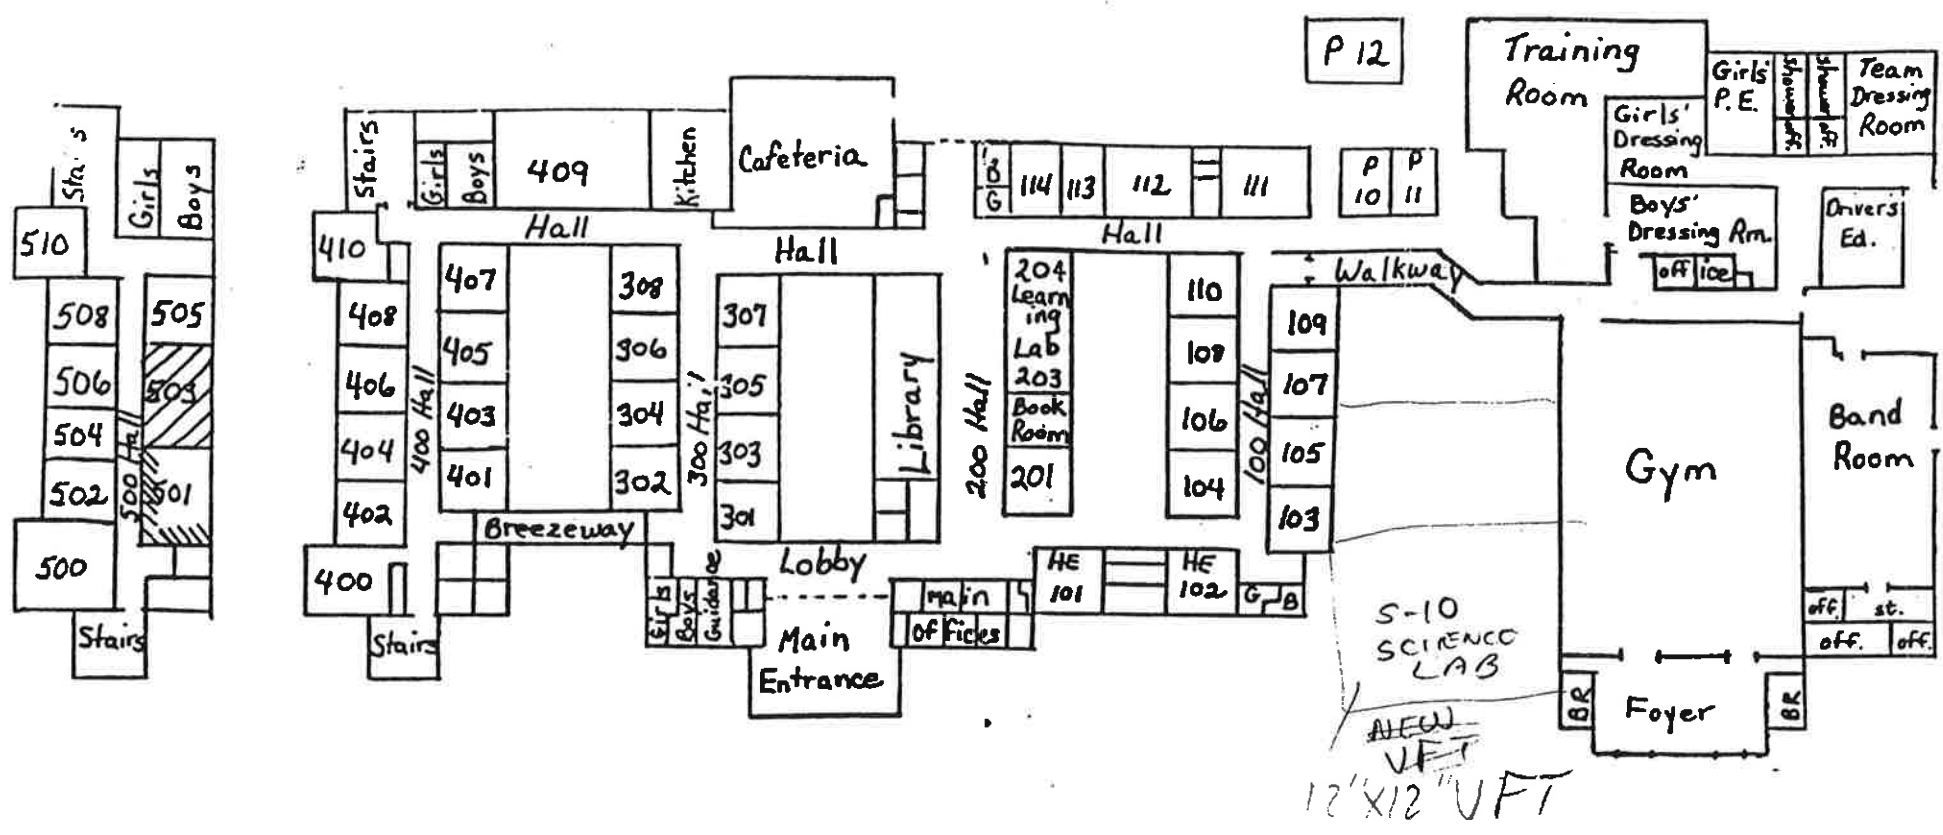 P 12
Training
Room
Girls'
P.E.
shower off.
shower off.
Team
Dressing
Room
Girls'
Dressing
Room
Boys'
Dressing Rm.
office
Drivers
Ed.
Stairs
Girls
Boys
510
508
505
506
503
504
502
501
500 Hall
500
Stairs
Stairs
Girls
Boys
409
Kitchen
Cafeteria
B
G
114
113
112
111
P
10
P
11
Hall
Hall
Hall
Walkway
410
408
406
404
402
400
400 Hall
407
405
403
401
308
306
304
302
300 Hall
307
305
303
301
Library
200 Hall
204
Learn
ing
Lab
203
Book
Room
201
110
108
106
104
100 Hall
109
107
105
103
Breezeway
Lobby
Stairs
Girls
Boys
Guidance
Main
Entrance
Main
Offices
HE
101
HE
102
G
B
Gym
Band
Room
off.
st.
off.
off.
BR
Foyer
BR
S-10
SCIENCE
LAB
NEW
VFT
12"X12" VFT